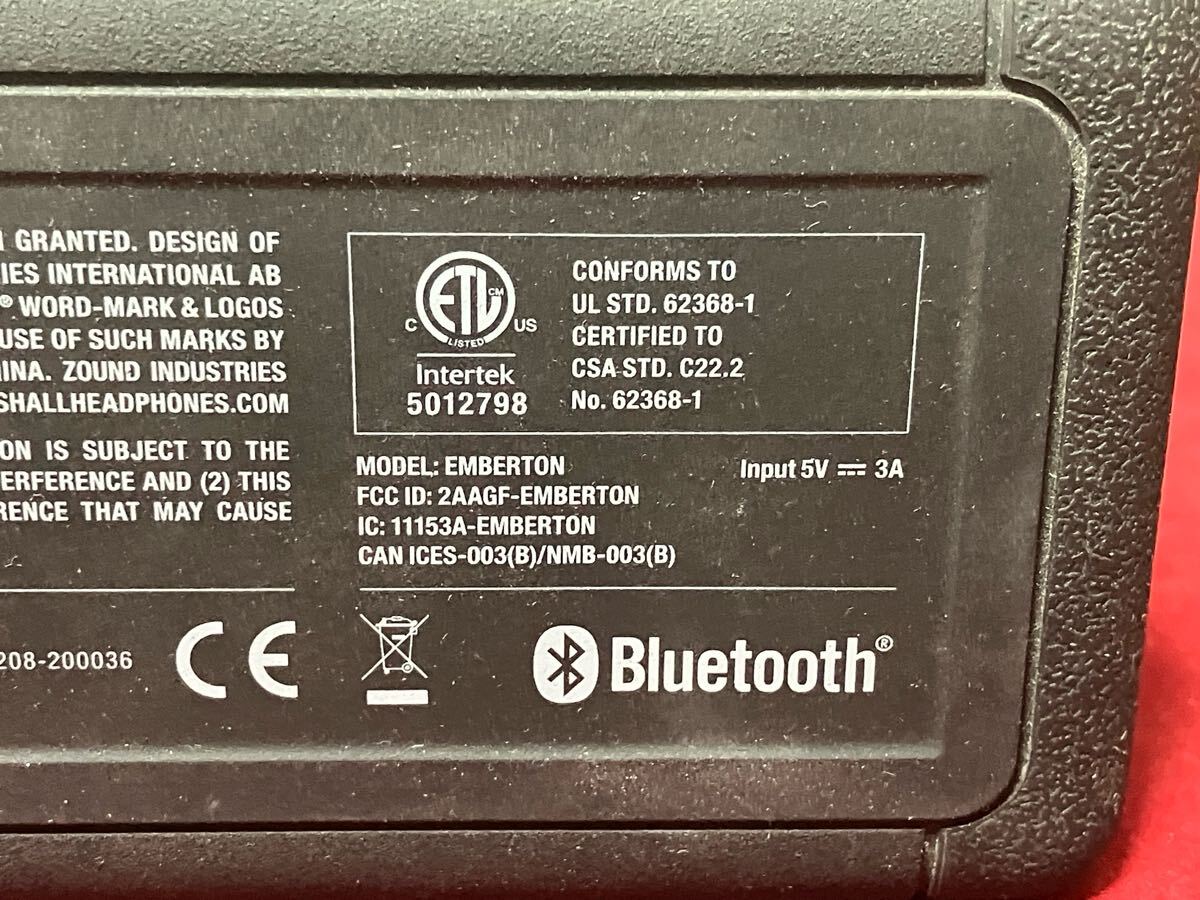 GRANTED. DESIGN OF
IES INTERNATIONAL AB
® WORD-MARK & LOGOS
USE OF SUCH MARKS BY
INA. ZOUND INDUSTRIES
SHALLHEADPHONES.COM
ON IS SUBJECT TO THE
ERFERENCE AND (2) THIS
RENCE THAT MAY CAUSE
208-200036
CE
C ETL CM US
LISTED
Intertek
5012798
CONFORMS TO
UL STD. 62368-1
CERTIFIED TO
CSA STD. C22.2
No. 62368-1
MODEL: EMBERTON
Input 5V ⎓ 3A
FCC ID: 2AAGF-EMBERTON
IC: 11153A-EMBERTON
CAN ICES-003(B)/NMB-003(B)
Bluetooth®